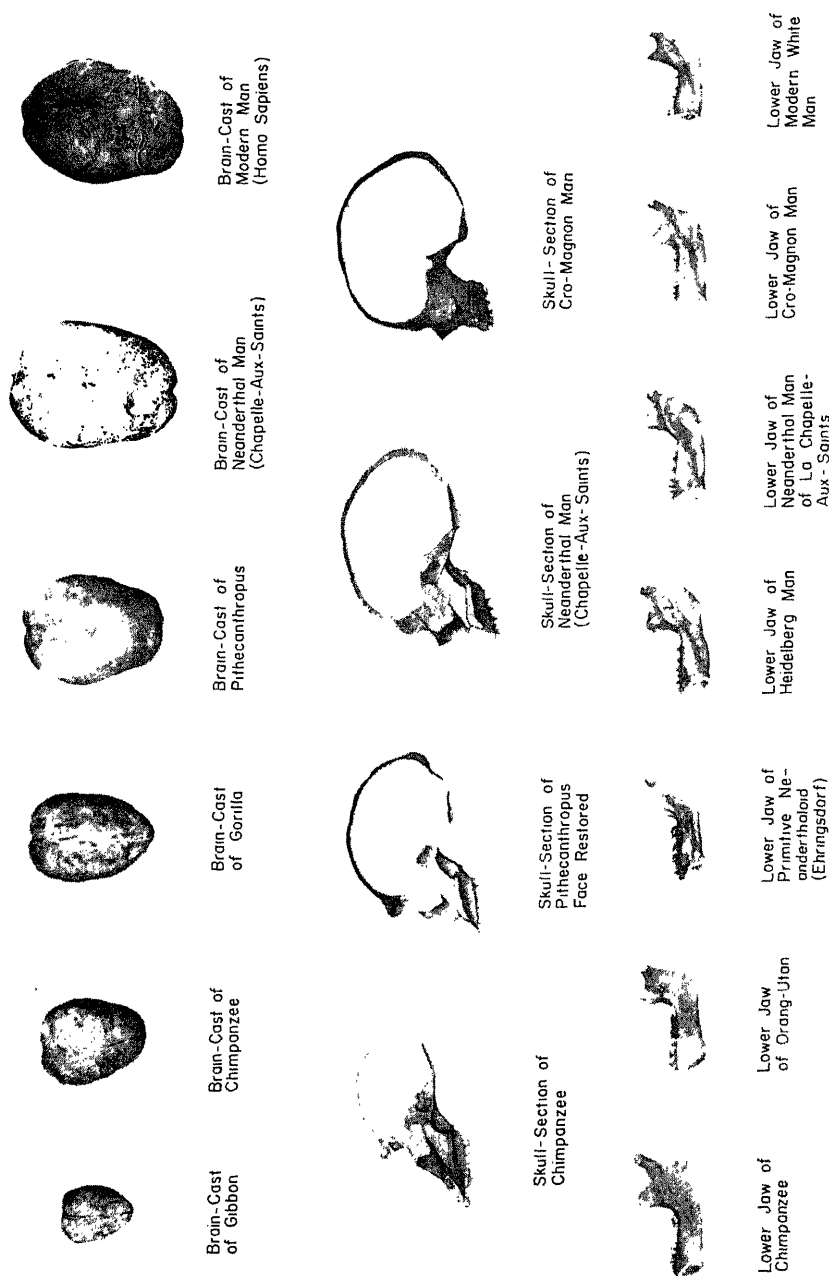 Brain-Cast
of Gibbon
Brain-Cast of
Chimpanzee
Brain-Cast
of Gorilla
Brain-Cast of
Pithecanthropus
Brain-Cast of
Neanderthal Man
(Chapelle-Aux-Saints)
Brain-Cast of
Modern Man
(Homo Sapiens)
Skull-Section of
Chimpanzee
Skull-Section of
Pithecanthropus
Face Restored
Skull-Section of
Neanderthal Man
(Chapelle-Aux-Saints)
Skull-Section of
Cro-Magnon Man
Lower Jaw of
Chimpanzee
Lower Jaw
of Orang-Utan
Lower Jaw of
Primitive Ne-
anderthaloid
(Ehringsdorf)
Lower Jaw of
Heidelberg Man
Lower Jaw of
Neanderthal Man
of La Chapelle-
Aux-Saints
Lower Jaw of
Cro-Magnon Man
Lower Jaw of
Modern White
Man